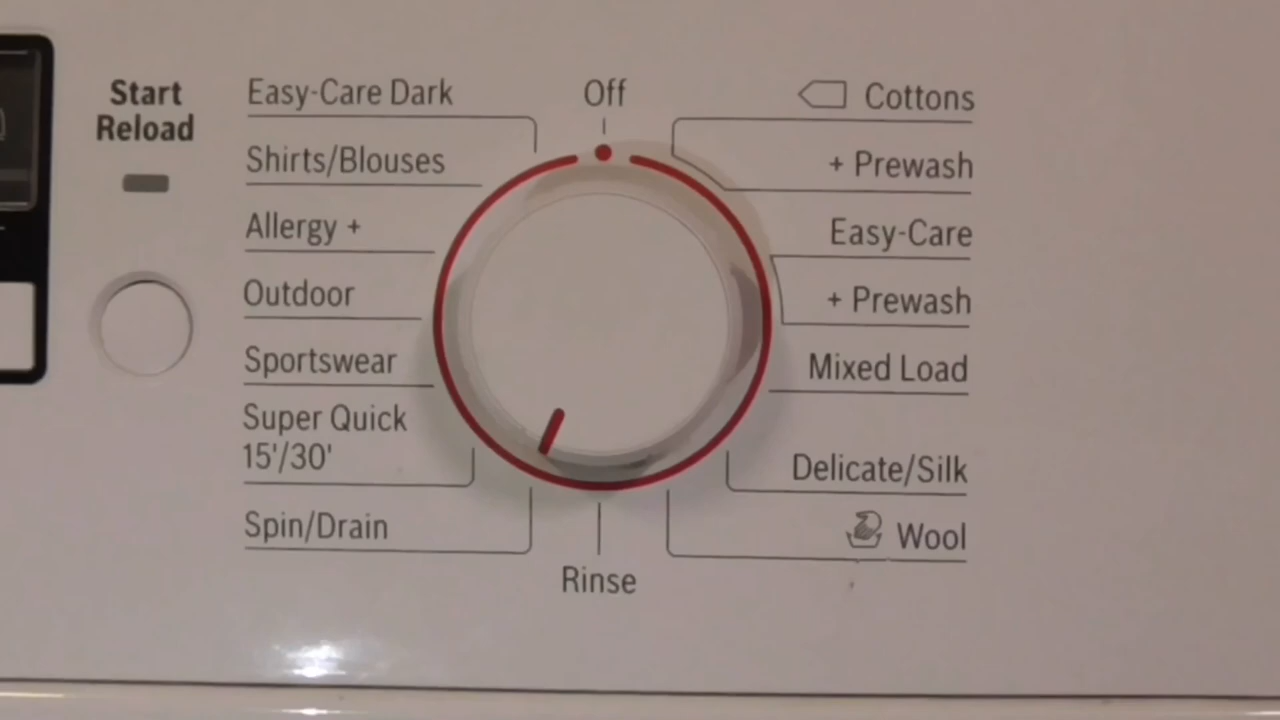 Start
Reload
Easy-Care Dark
Shirts/Blouses
Allergy +
Outdoor
Sportswear
Super Quick
15'/30'
Spin/Drain
Off
Rinse
Cottons
+ Prewash
Easy-Care
+ Prewash
Mixed Load
Delicate/Silk
Wool